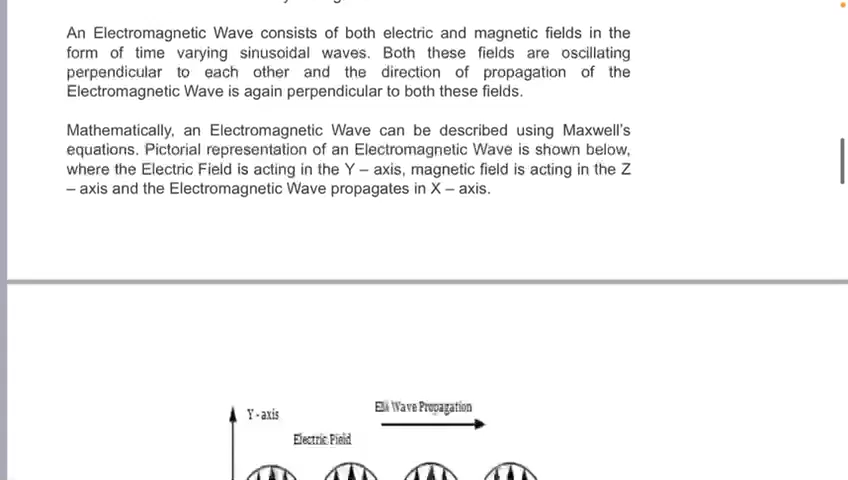 An Electromagnetic Wave consists of both electric and magnetic fields in the
form of time varying sinusoidal waves. Both these fields are oscillating
perpendicular to each other and the direction of propagation of the
Electromagnetic Wave is again perpendicular to both these fields.
Mathematically, an Electromagnetic Wave can be described using Maxwell's
equations. Pictorial representation of an Electromagnetic Wave is shown below,
where the Electric Field is acting in the Y – axis, magnetic field is acting in the Z
– axis and the Electromagnetic Wave propagates in X – axis.
Wave Propagation
Y - axis
Electric Field